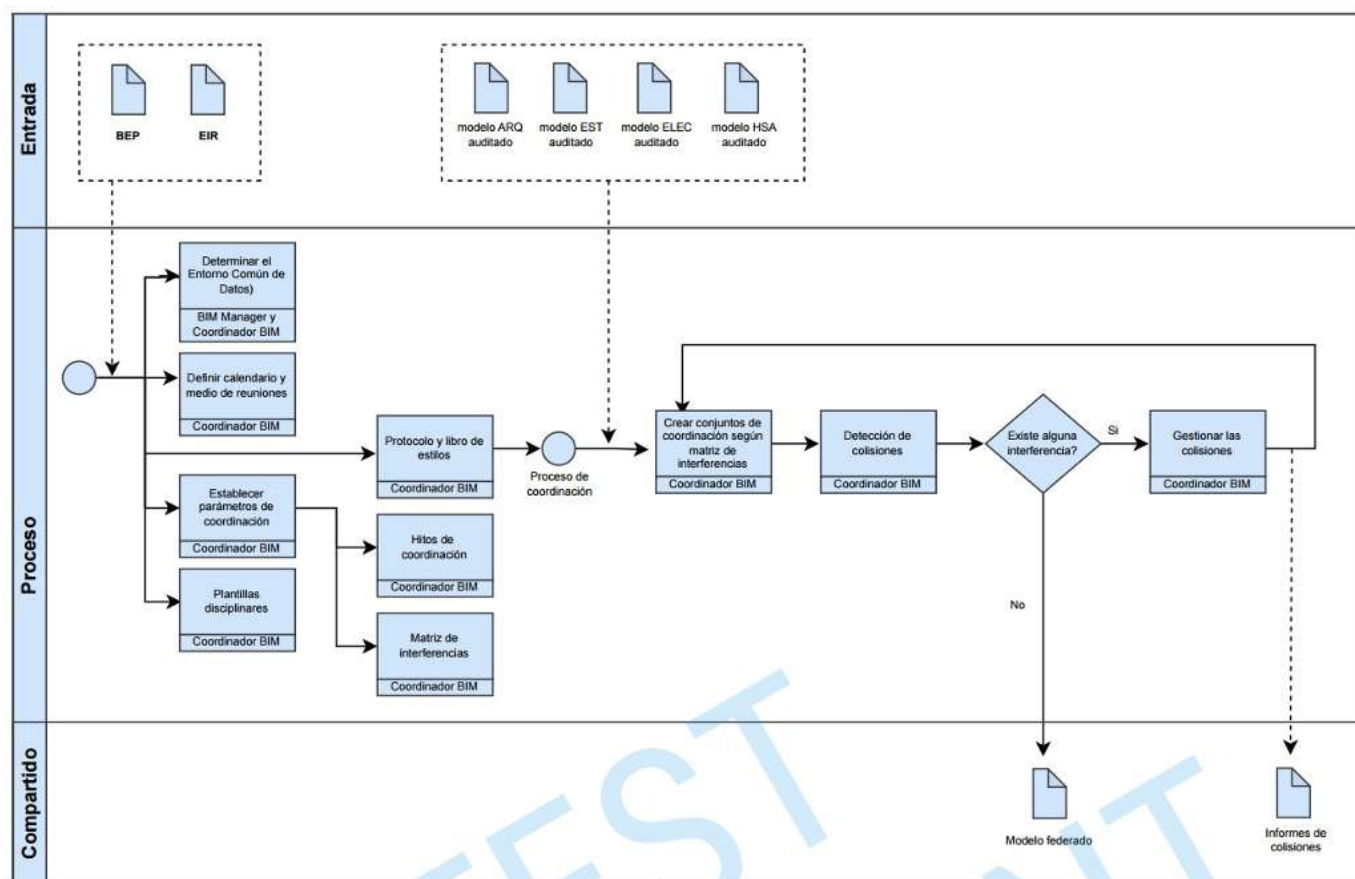 Entrada
BEP
EIR
modelo ARQ
auditado
modelo EST
auditado
modelo ELEC
auditado
modelo HSA
auditado
Proceso
Determinar el
Entorno Común de
Datos)
BIM Manager y
Coordinador BIM
Definir calendario y
medio de reuniones
Coordinador BIM
Establecer
parámetros de
coordinación
Coordinador BIM
Plantillas
disciplinares
Coordinador BIM
Protocolo y libro de
estilos
Coordinador BIM
Hitos de
coordinación
Coordinador BIM
Matriz de
interferencias
Coordinador BIM
Proceso de
coordinación
Crear conjuntos de
coordinación según
matriz de
interferencias
Coordinador BIM
Detección de
colisiones
Coordinador BIM
Existe alguna
interferencia?
Si
No
Gestionar las
colisiones
Coordinador BIM
Compartido
Modelo federado
Informes de
colisiones
TEST